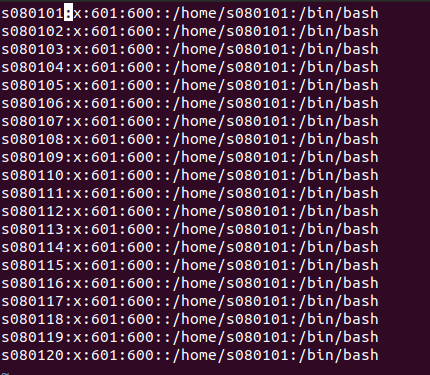 s080101:x:601:600::/home/s080101:/bin/bash
s080102:x:601:600::/home/s080101:/bin/bash
s080103:x:601:600::/home/s080101:/bin/bash
s080104:x:601:600::/home/s080101:/bin/bash
s080105:x:601:600::/home/s080101:/bin/bash
s080106:x:601:600::/home/s080101:/bin/bash
s080107:x:601:600::/home/s080101:/bin/bash
s080108:x:601:600::/home/s080101:/bin/bash
s080109:x:601:600::/home/s080101:/bin/bash
s080110:x:601:600::/home/s080101:/bin/bash
s080111:x:601:600::/home/s080101:/bin/bash
s080112:x:601:600::/home/s080101:/bin/bash
s080113:x:601:600::/home/s080101:/bin/bash
s080114:x:601:600::/home/s080101:/bin/bash
s080115:x:601:600::/home/s080101:/bin/bash
s080116:x:601:600::/home/s080101:/bin/bash
s080117:x:601:600::/home/s080101:/bin/bash
s080118:x:601:600::/home/s080101:/bin/bash
s080119:x:601:600::/home/s080101:/bin/bash
s080120:x:601:600::/home/s080101:/bin/bash
~